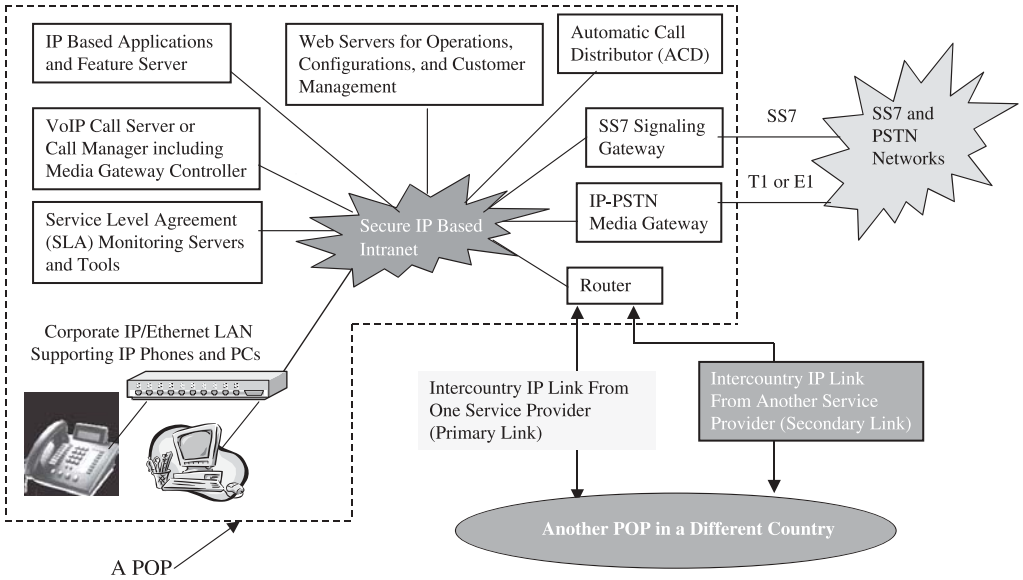 IP Based Applications
and Feature Server
Web Servers for Operations,
Configurations, and Customer
Management
Automatic Call
Distributor (ACD)
VoIP Call Server or
Call Manager including
Media Gateway Controller
SS7 Signaling
Gateway
SS7
SS7 and
PSTN
Networks
T1 or E1
IP-PSTN
Media Gateway
Service Level Agreement
(SLA) Monitoring Servers
and Tools
Secure IP Based
Intranet
Router
Corporate IP/Ethernet LAN
Supporting IP Phones and PCs
Intercountry IP Link From
One Service Provider
(Primary Link)
Intercountry IP Link
From Another Service
Provider (Secondary Link)
Another POP in a Different Country
A POP